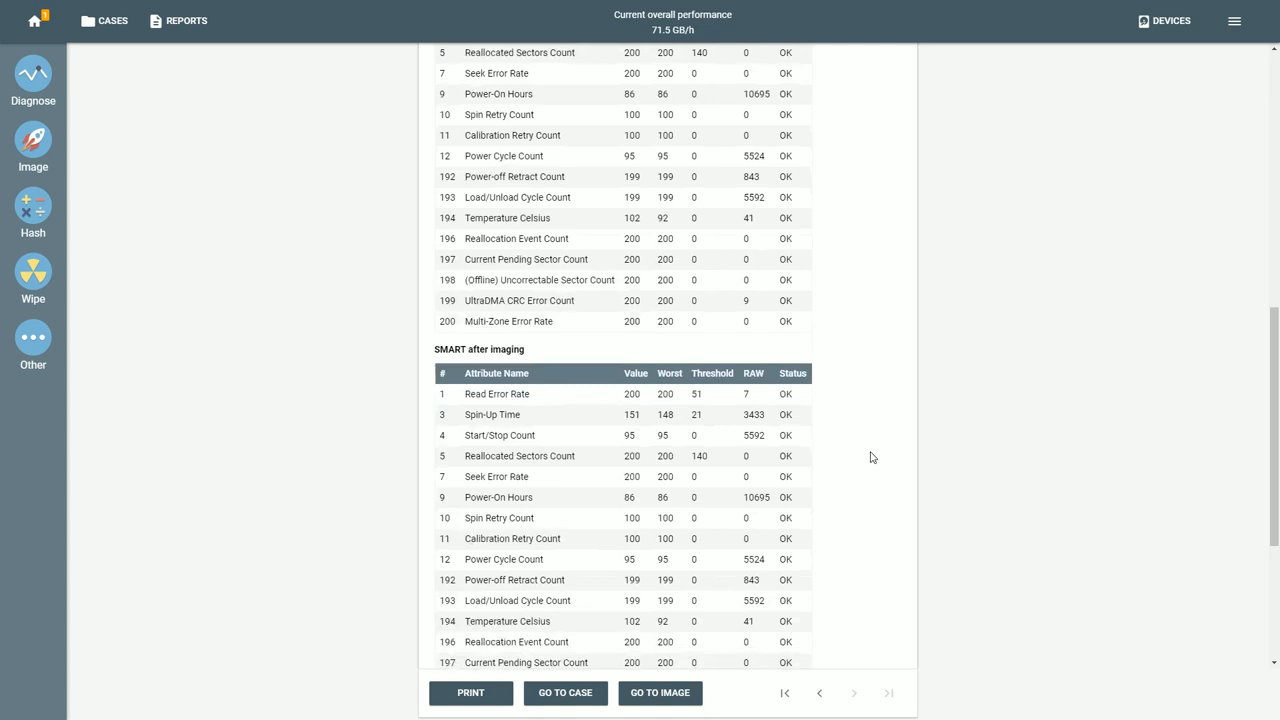 1
CASES
REPORTS
Current overall performance
71.5 GB/h
DEVICES
Diagnose
Image
Hash
Wipe
Other
5 Reallocated Sectors Count 200 200 140 0 OK
7 Seek Error Rate 200 200 0 0 OK
9 Power-On Hours 86 86 0 10695 OK
10 Spin Retry Count 100 100 0 0 OK
11 Calibration Retry Count 100 100 0 0 OK
12 Power Cycle Count 95 95 0 5524 OK
192 Power-off Retract Count 199 199 0 843 OK
193 Load/Unload Cycle Count 199 199 0 5592 OK
194 Temperature Celsius 102 92 0 41 OK
196 Reallocation Event Count 200 200 0 0 OK
197 Current Pending Sector Count 200 200 0 0 OK
198 (Offline) Uncorrectable Sector Count 200 200 0 0 OK
199 UltraDMA CRC Error Count 200 200 0 9 OK
200 Multi-Zone Error Rate 200 200 0 0 OK
SMART after imaging
# Attribute Name Value Worst Threshold RAW Status
1 Read Error Rate 200 200 51 7 OK
3 Spin-Up Time 151 148 21 3433 OK
4 Start/Stop Count 95 95 0 5592 OK
5 Reallocated Sectors Count 200 200 140 0 OK
7 Seek Error Rate 200 200 0 0 OK
9 Power-On Hours 86 86 0 10695 OK
10 Spin Retry Count 100 100 0 0 OK
11 Calibration Retry Count 100 100 0 0 OK
12 Power Cycle Count 95 95 0 5524 OK
192 Power-off Retract Count 199 199 0 843 OK
193 Load/Unload Cycle Count 199 199 0 5592 OK
194 Temperature Celsius 102 92 0 41 OK
196 Reallocation Event Count 200 200 0 0 OK
197 Current Pending Sector Count 200 200 0 0 OK
PRINT
GO TO CASE
GO TO IMAGE